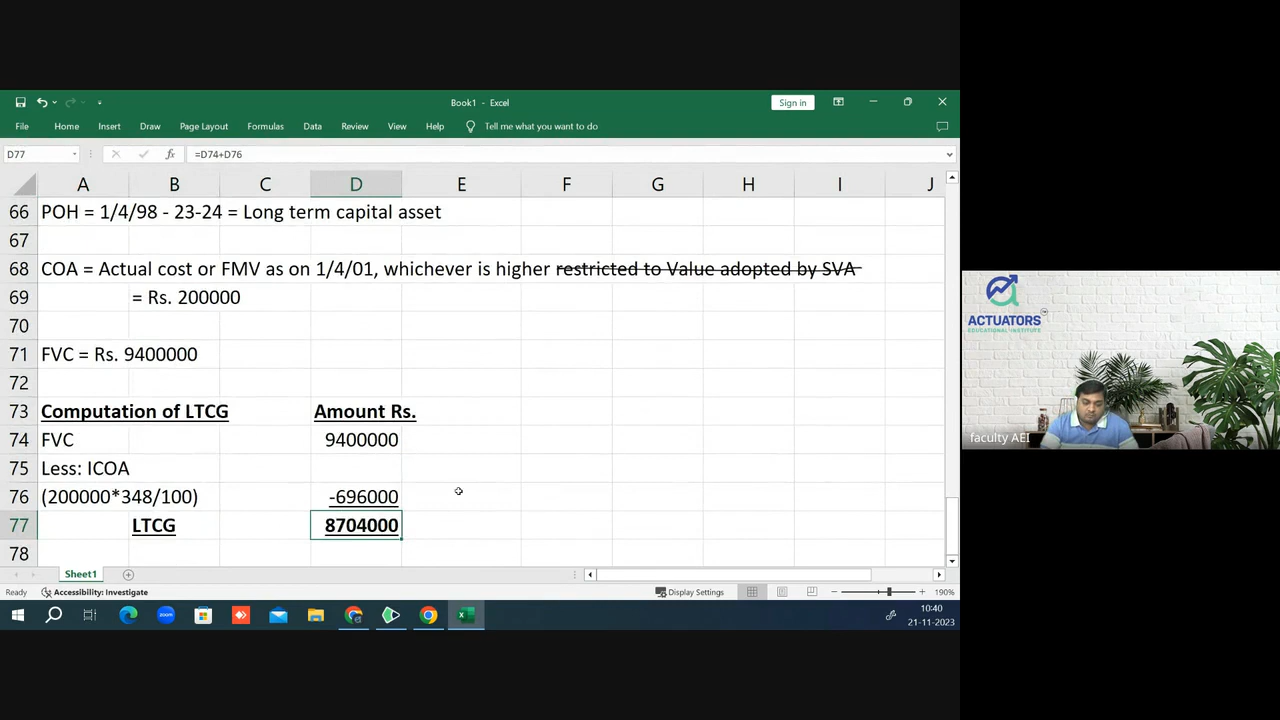 Book1 - Excel
Sign in
File Home Insert Draw Page Layout Formulas Data Review View Help Tell me what you want to do
D77 fx =D74+D76
A B C D E F G H I J
66 POH = 1/4/98 - 23-24 = Long term capital asset
67
68 COA = Actual cost or FMV as on 1/4/01, whichever is higher restricted to Value adopted by SVA
69 = Rs. 200000
70
71 FVC = Rs. 9400000
72
73 Computation of LTCG Amount Rs.
74 FVC 9400000
75 Less: ICOA
76 (200000*348/100) -696000
77 LTCG 8704000
78
Sheet1
Ready Accessibility: Investigate Display Settings 190%
zoom
10:40
21-11-2023
ACTUATORS
EDUCATIONAL INSTITUTE
faculty AEI